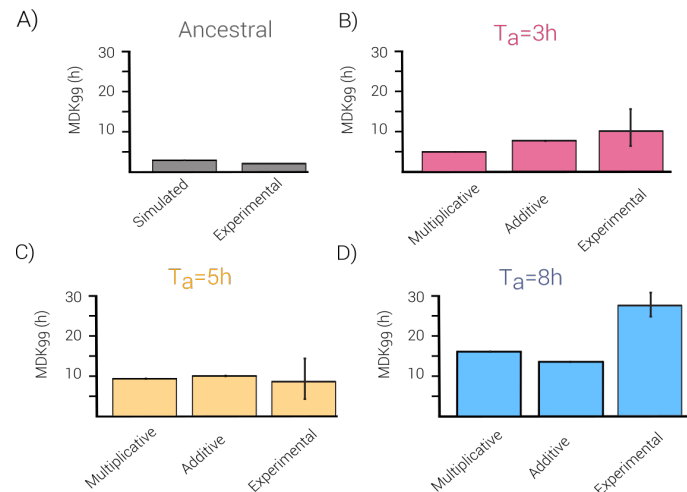 A)
Ancestral
MDK99 (h)
30
20
10
Simulated
Experimental
B)
Ta=3h
MDK99 (h)
30
20
10
Multiplicative
Additive
Experimental
C)
Ta=5h
MDK99 (h)
30
20
10
Multiplicative
Additive
Experimental
D)
Ta=8h
MDK99 (h)
30
20
10
Multiplicative
Additive
Experimental